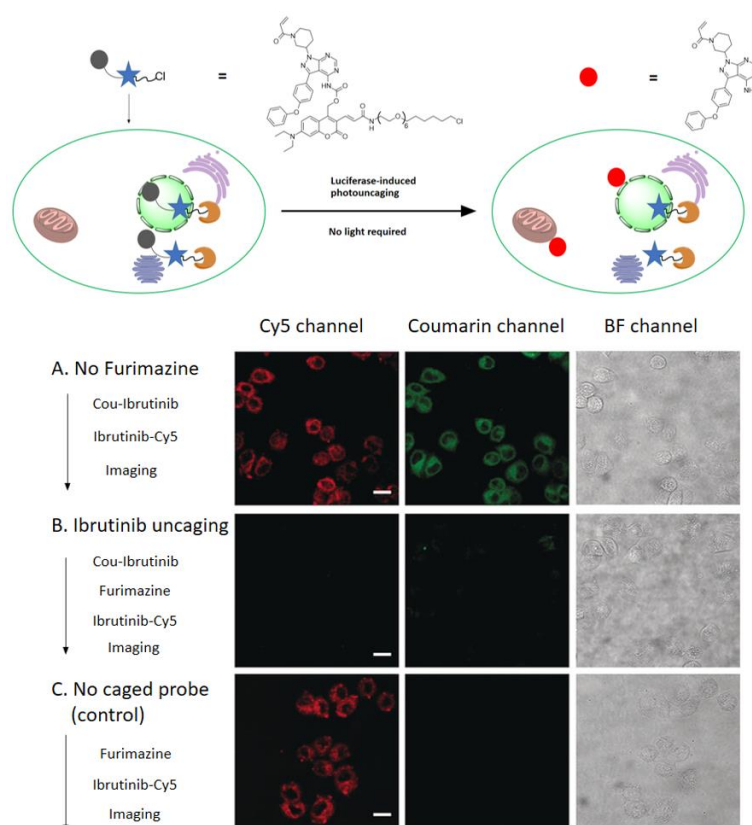 Cl
=
=
Luciferase-induced
photouncaging
No light required
Cy5 channel
Coumarin channel
BF channel
A. No Furimazine
Cou-Ibrutinib
Ibrutinib-Cy5
Imaging
B. Ibrutinib uncaging
Cou-Ibrutinib
Furimazine
Ibrutinib-Cy5
Imaging
C. No caged probe
(control)
Furimazine
Ibrutinib-Cy5
Imaging